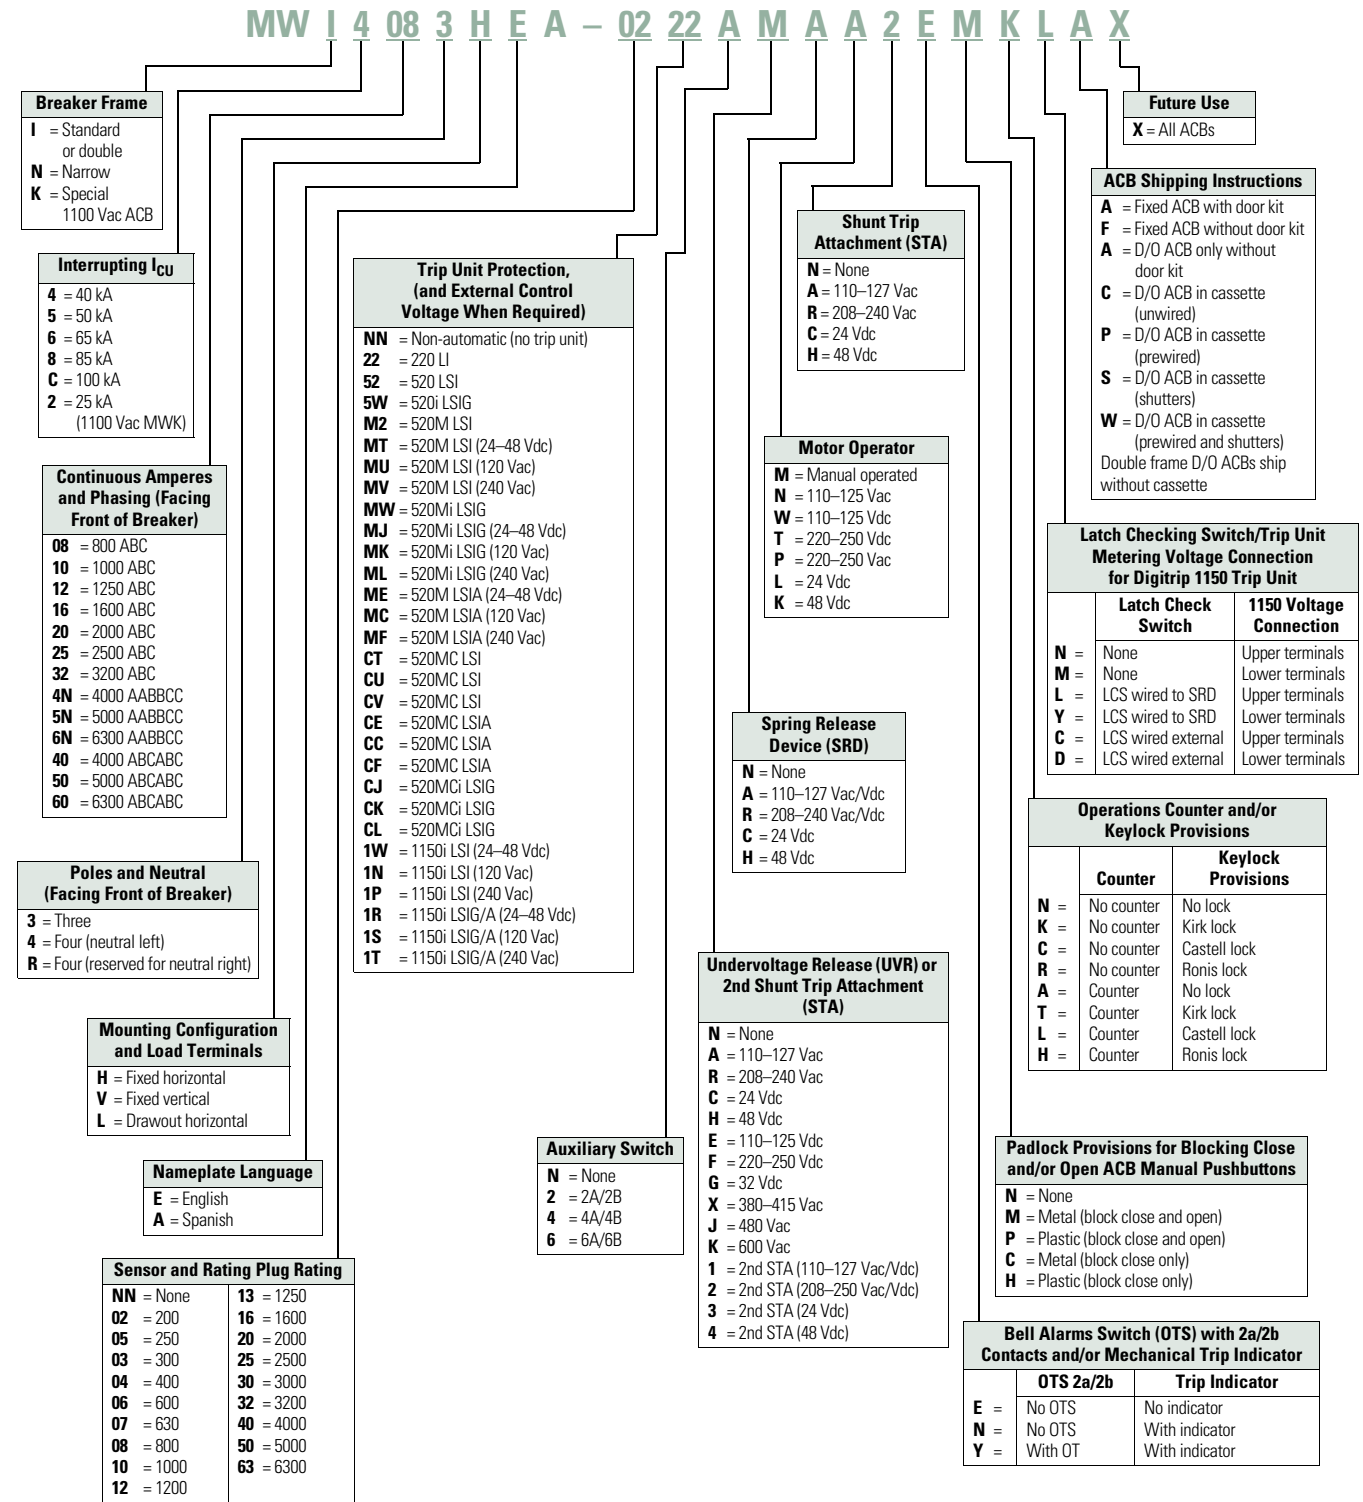 MW I 4 08 3 H E A – 02 22 A M A A 2 E M K L A X
Breaker Frame
I = Standard
or double
N = Narrow
K = Special
1100 Vac ACB
Interrupting ICU
4 = 40 kA
5 = 50 kA
6 = 65 kA
8 = 85 kA
C = 100 kA
2 = 25 kA
(1100 Vac MWK)
Continuous Amperes
and Phasing (Facing
Front of Breaker)
08 = 800 ABC
10 = 1000 ABC
12 = 1250 ABC
16 = 1600 ABC
20 = 2000 ABC
25 = 2500 ABC
32 = 3200 ABC
4N = 4000 AABBCC
5N = 5000 AABBCC
6N = 6300 AABBCC
40 = 4000 ABCABC
50 = 5000 ABCABC
60 = 6300 ABCABC
Poles and Neutral
(Facing Front of Breaker)
3 = Three
4 = Four (neutral left)
R = Four (reserved for neutral right)
Mounting Configuration
and Load Terminals
H = Fixed horizontal
V = Fixed vertical
L = Drawout horizontal
Nameplate Language
E = English
A = Spanish
Sensor and Rating Plug Rating
NN = None 13 = 1250
02 = 200 16 = 1600
05 = 250 20 = 2000
03 = 300 25 = 2500
04 = 400 30 = 3000
06 = 600 32 = 3200
07 = 630 40 = 4000
08 = 800 50 = 5000
10 = 1000 63 = 6300
12 = 1200
Trip Unit Protection,
(and External Control
Voltage When Required)
NN = Non-automatic (no trip unit)
22 = 220 LI
52 = 520 LSI
5W = 520i LSIG
M2 = 520M LSI
MT = 520M LSI (24–48 Vdc)
MU = 520M LSI (120 Vac)
MV = 520M LSI (240 Vac)
MW = 520Mi LSIG
MJ = 520Mi LSIG (24–48 Vdc)
MK = 520Mi LSIG (120 Vac)
ML = 520Mi LSIG (240 Vac)
ME = 520M LSIA (24–48 Vdc)
MC = 520M LSIA (120 Vac)
MF = 520M LSIA (240 Vac)
CT = 520MC LSI
CU = 520MC LSI
CV = 520MC LSI
CE = 520MC LSIA
CC = 520MC LSIA
CF = 520MC LSIA
CJ = 520MCi LSIG
CK = 520MCi LSIG
CL = 520MCi LSIG
1W = 1150i LSI (24–48 Vdc)
1N = 1150i LSI (120 Vac)
1P = 1150i LSI (240 Vac)
1R = 1150i LSIG/A (24–48 Vdc)
1S = 1150i LSIG/A (120 Vac)
1T = 1150i LSIG/A (240 Vac)
Auxiliary Switch
N = None
2 = 2A/2B
4 = 4A/4B
6 = 6A/6B
Undervoltage Release (UVR) or
2nd Shunt Trip Attachment
(STA)
N = None
A = 110–127 Vac
R = 208–240 Vac
C = 24 Vdc
H = 48 Vdc
E = 110–125 Vdc
F = 220–250 Vdc
G = 32 Vdc
X = 380–415 Vac
J = 480 Vac
K = 600 Vac
1 = 2nd STA (110–127 Vac/Vdc)
2 = 2nd STA (208–250 Vac/Vdc)
3 = 2nd STA (24 Vdc)
4 = 2nd STA (48 Vdc)
Spring Release
Device (SRD)
N = None
A = 110–127 Vac/Vdc
R = 208–240 Vac/Vdc
C = 24 Vdc
H = 48 Vdc
Motor Operator
M = Manual operated
N = 110–125 Vac
W = 110–125 Vdc
T = 220–250 Vdc
P = 220–250 Vac
L = 24 Vdc
K = 48 Vdc
Shunt Trip
Attachment (STA)
N = None
A = 110–127 Vac
R = 208–240 Vac
C = 24 Vdc
H = 48 Vdc
Bell Alarms Switch (OTS) with 2a/2b
Contacts and/or Mechanical Trip Indicator
OTS 2a/2b Trip Indicator
E = No OTS No indicator
N = No OTS With indicator
Y = With OT With indicator
Padlock Provisions for Blocking Close
and/or Open ACB Manual Pushbuttons
N = None
M = Metal (block close and open)
P = Plastic (block close and open)
C = Metal (block close only)
H = Plastic (block close only)
Operations Counter and/or
Keylock Provisions
Counter Keylock
Provisions
N = No counter No lock
K = No counter Kirk lock
C = No counter Castell lock
R = No counter Ronis lock
A = Counter No lock
T = Counter Kirk lock
L = Counter Castell lock
H = Counter Ronis lock
Latch Checking Switch/Trip Unit
Metering Voltage Connection
for Digitrip 1150 Trip Unit
Latch Check 1150 Voltage
Switch Connection
N = None Upper terminals
M = None Lower terminals
L = LCS wired to SRD Upper terminals
Y = LCS wired to SRD Lower terminals
C = LCS wired external Upper terminals
D = LCS wired external Lower terminals
ACB Shipping Instructions
A = Fixed ACB with door kit
F = Fixed ACB without door kit
A = D/O ACB only without
door kit
C = D/O ACB in cassette
(unwired)
P = D/O ACB in cassette
(prewired)
S = D/O ACB in cassette
(shutters)
W = D/O ACB in cassette
(prewired and shutters)
Double frame D/O ACBs ship
without cassette
Future Use
X = All ACBs